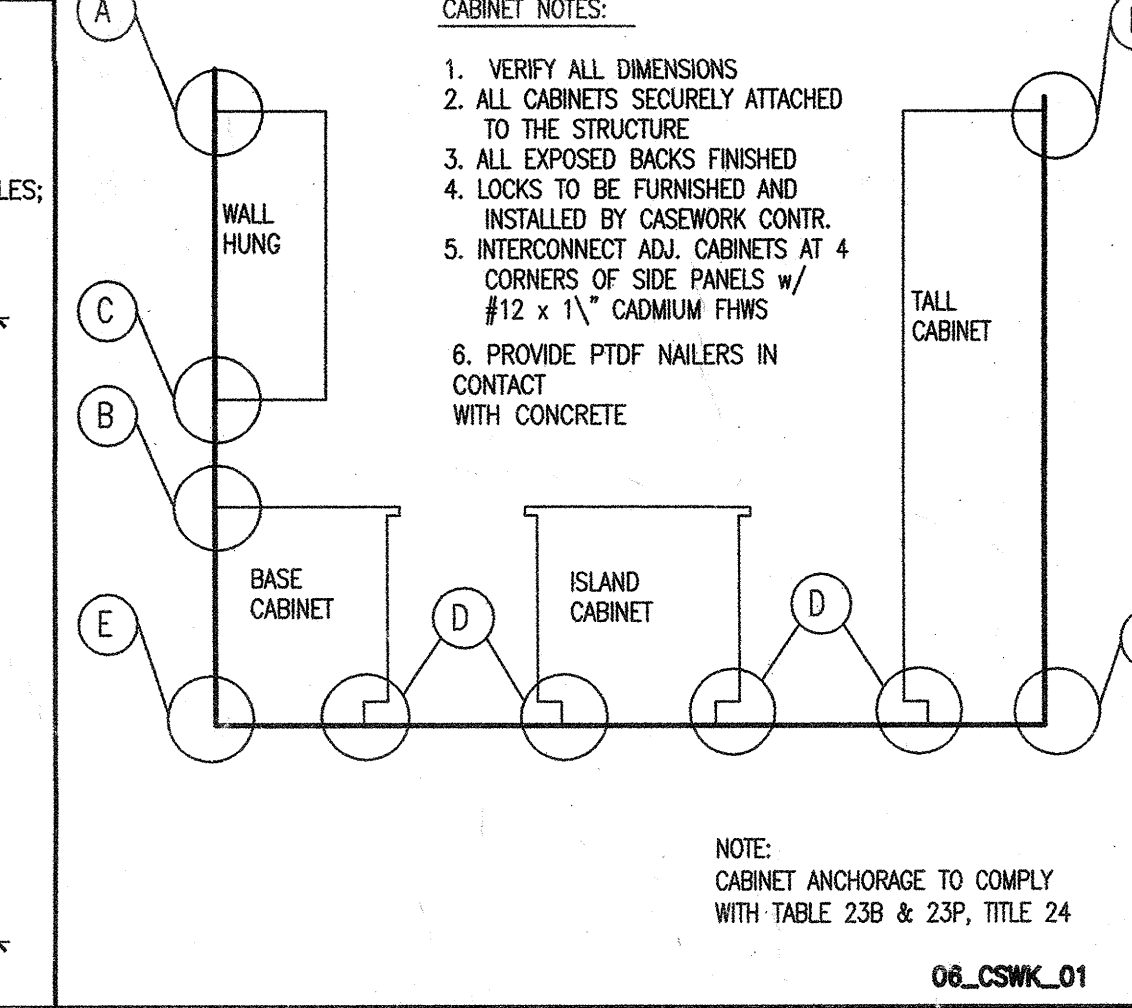 A
CABINET NOTES:
1. VERIFY ALL DIMENSIONS
2. ALL CABINETS SECURELY ATTACHED
TO THE STRUCTURE
3. ALL EXPOSED BACKS FINISHED
4. LOCKS TO BE FURNISHED AND
INSTALLED BY CASEWORK CONTR.
5. INTERCONNECT ADJ. CABINETS AT 4
CORNERS OF SIDE PANELS w/
#12 x 1\" CADMIUM FHWS
6. PROVIDE PTDF NAILERS IN
CONTACT
WITH CONCRETE
LES;
WALL
HUNG
C
B
TALL
CABINET
BASE
CABINET
ISLAND
CABINET
E
D
D
NOTE:
CABINET ANCHORAGE TO COMPLY
WITH TABLE 23B & 23P, TITLE 24
06_CSWK_01